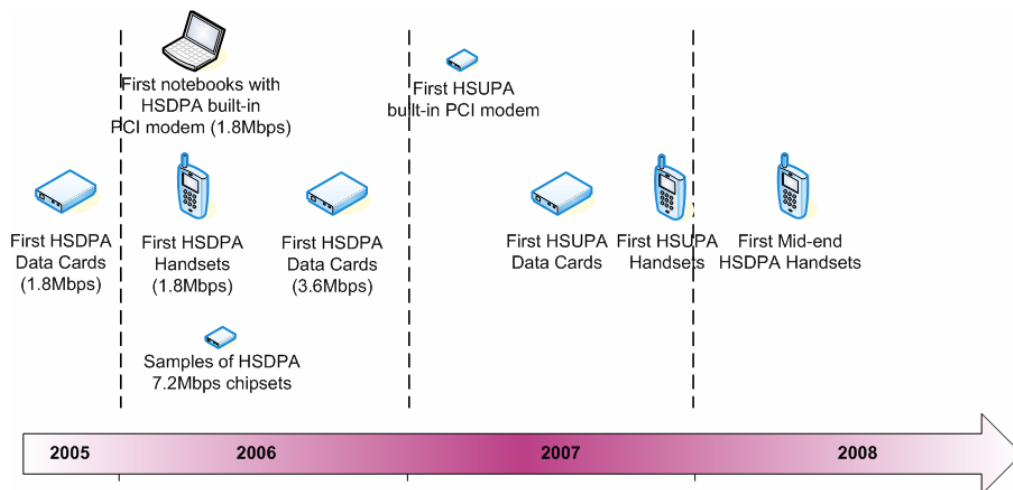 First notebooks with
HSDPA built-in
PCI modem (1.8Mbps)
First HSUPA
built-in PCI modem
First HSDPA
Data Cards
(1.8Mbps)
First HSDPA
Handsets
(1.8Mbps)
First HSDPA
Data Cards
(3.6Mbps)
First HSUPA
Data Cards
First HSUPA
Handsets
First Mid-end
HSDPA Handsets
Samples of HSDPA
7.2Mbps chipsets
2005
2006
2007
2008